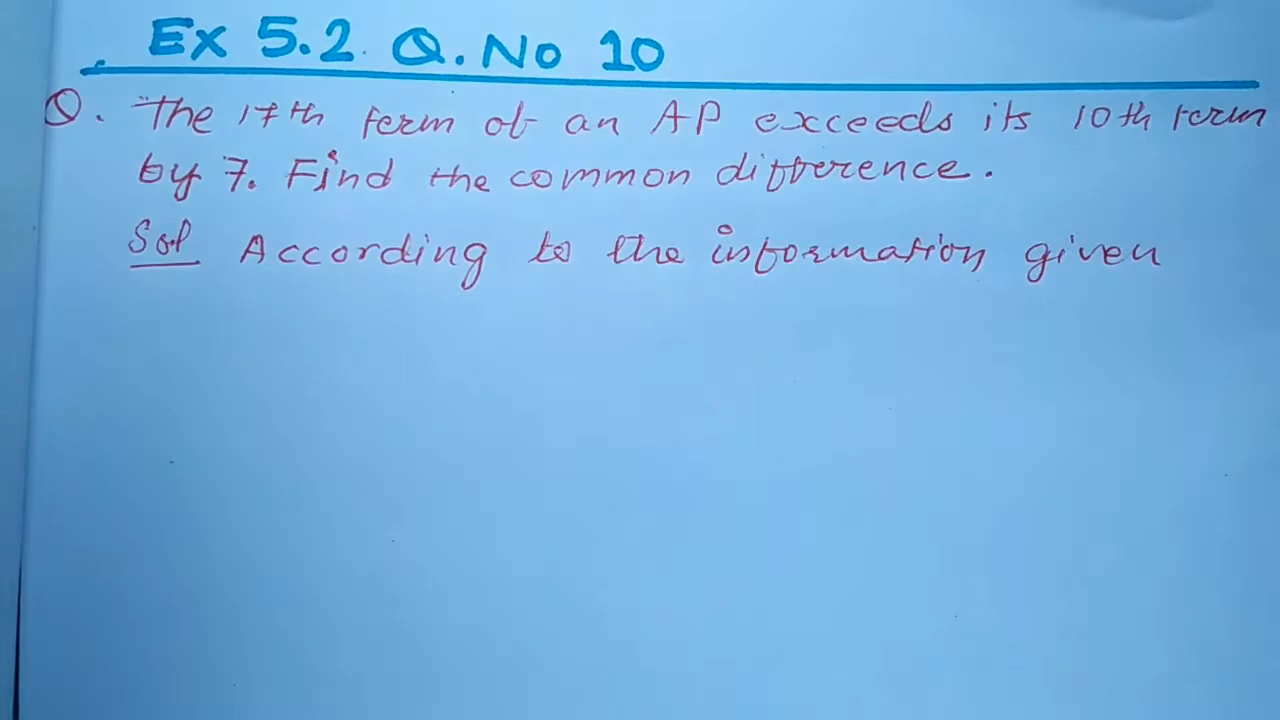 Ex 5.2. Q. No 10
Q. The 17th term of an AP exceeds its 10th term
by 7. Find the common difference.
Sol According to the information given